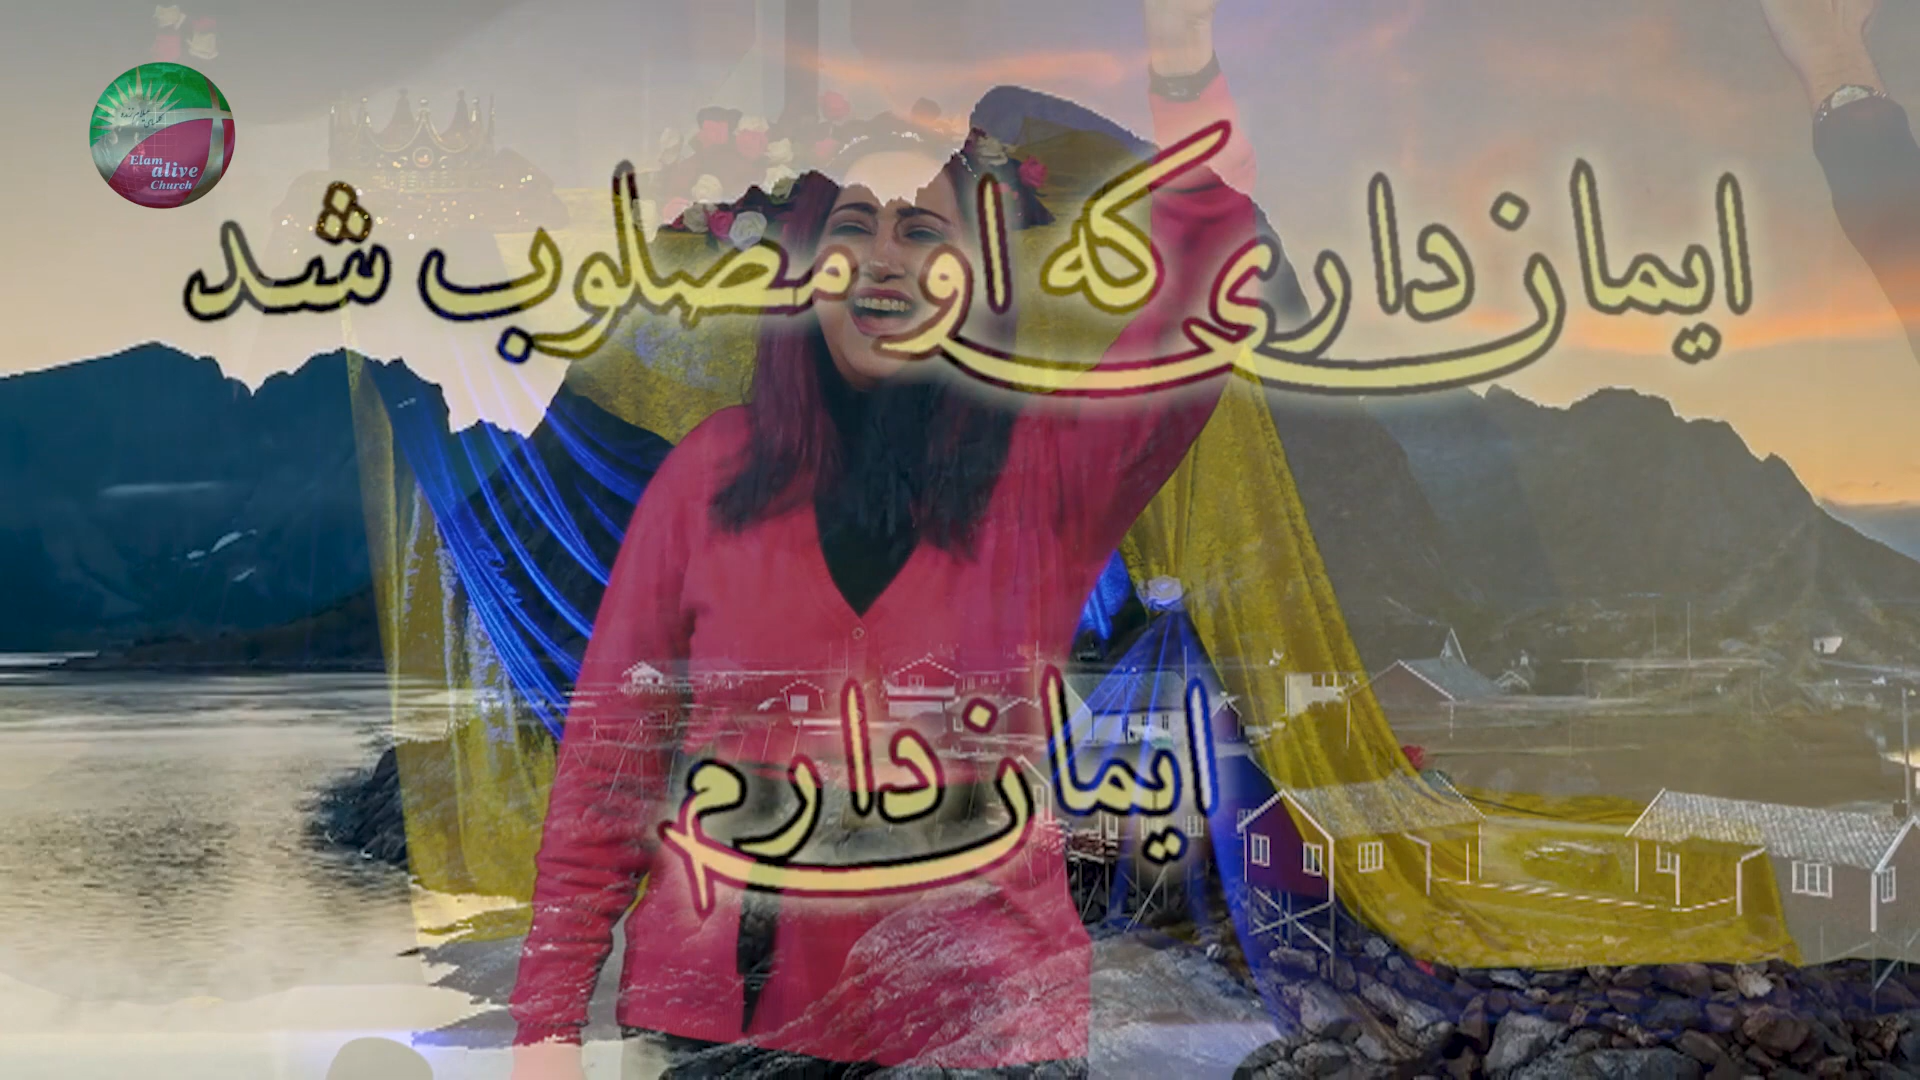 ایمان داری که او مصلوب شد
ایمان دارم
Elam
alive
Church